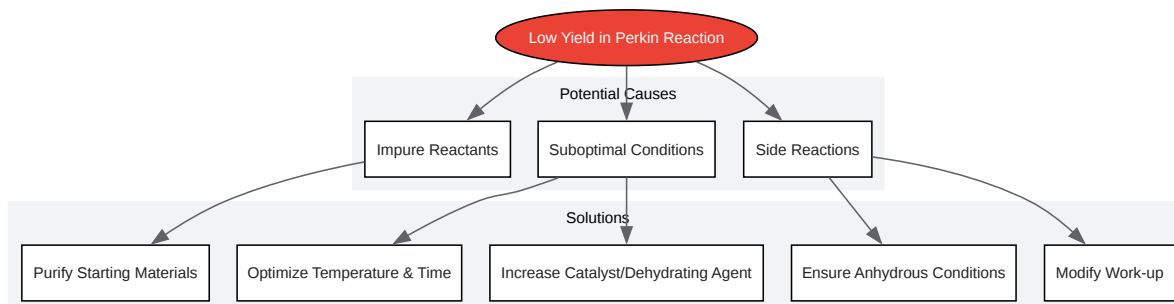 Low Yield in Perkin Reaction
Potential Causes
Impure Reactants
Suboptimal Conditions
Side Reactions
Solutions
Purify Starting Materials
Optimize Temperature & Time
Increase Catalyst/Dehydrating Agent
Ensure Anhydrous Conditions
Modify Work-up